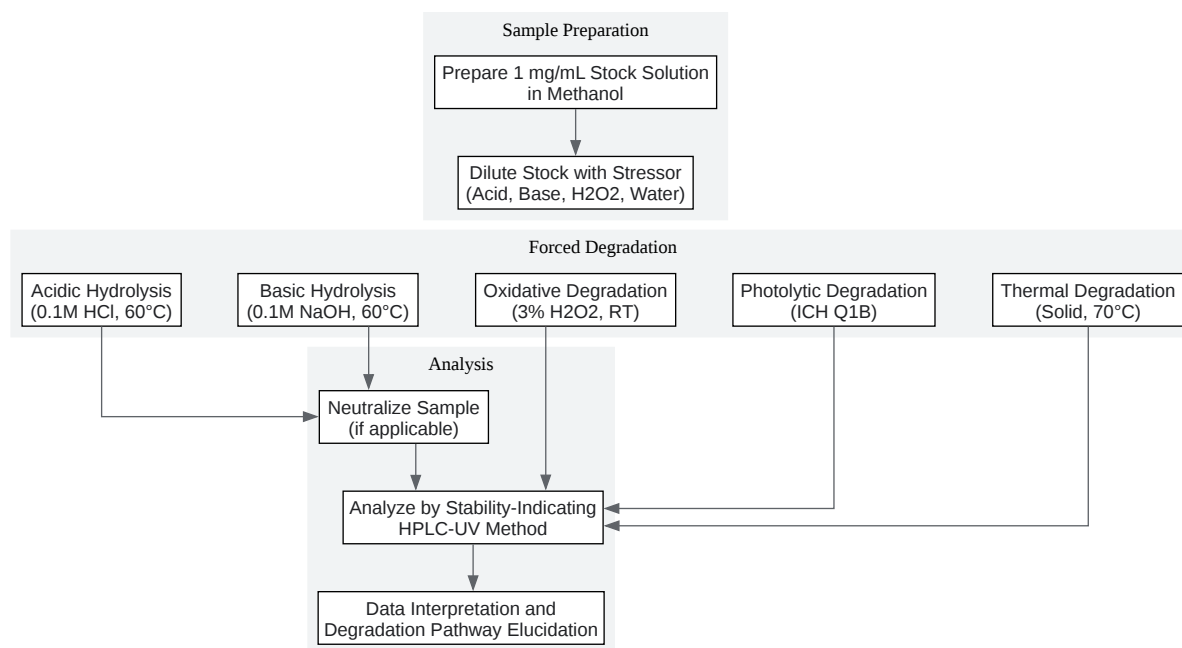 Sample Preparation
Prepare 1 mg/mL Stock Solution
in Methanol
Dilute Stock with Stressor
(Acid, Base, H2O2, Water)
Forced Degradation
Acidic Hydrolysis
(0.1M HCl, 60°C)
Basic Hydrolysis
(0.1M NaOH, 60°C)
Oxidative Degradation
(3% H2O2, RT)
Photolytic Degradation
(ICH Q1B)
Thermal Degradation
(Solid, 70°C)
Analysis
Neutralize Sample
(if applicable)
Analyze by Stability-Indicating
HPLC-UV Method
Data Interpretation and
Degradation Pathway Elucidation